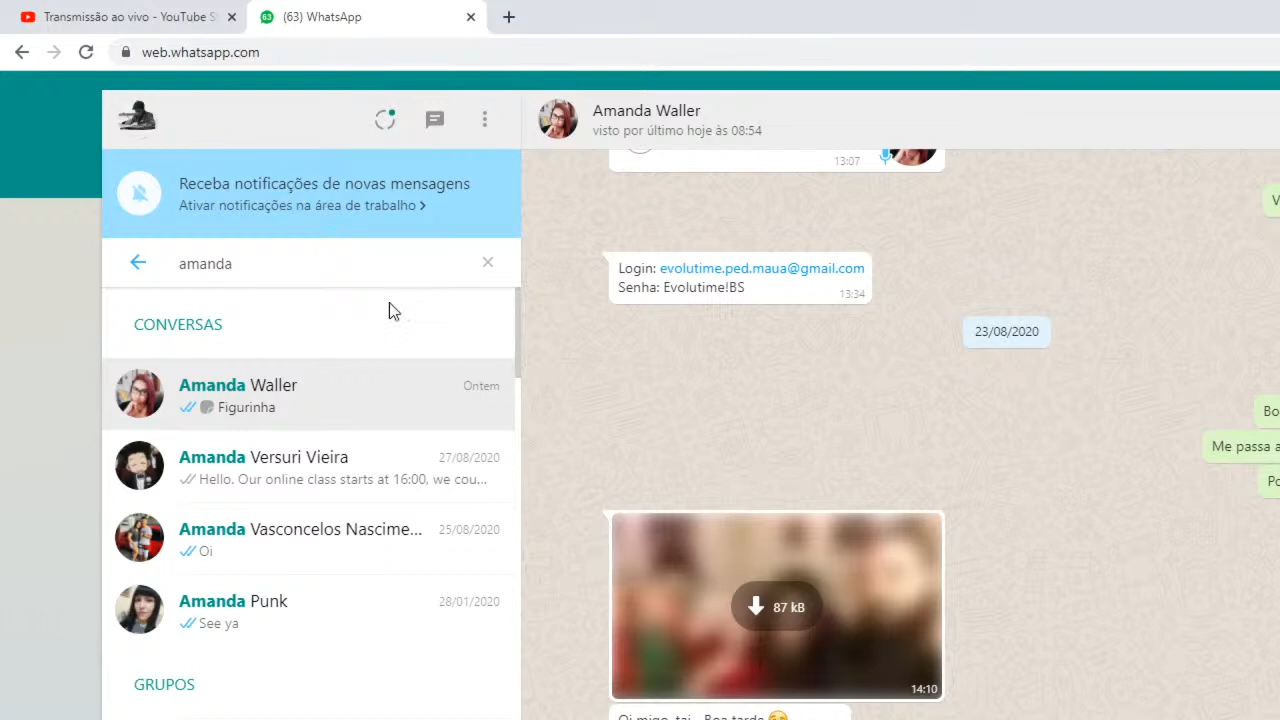 Transmissão ao vivo - YouTube S
63
(63) WhatsApp
web.whatsapp.com
Amanda Waller
visto por último hoje às 08:54
Receba notificações de novas mensagens
Ativar notificações na área de trabalho
amanda
CONVERSAS
Amanda Waller
Ontem
Figurinha
Amanda Versuri Vieira
27/08/2020
Hello. Our online class starts at 16:00, we cou...
Amanda Vasconcelos Nascime...
25/08/2020
Oi
Amanda Punk
28/01/2020
See ya
GRUPOS
13:07
V
Login: evolutime.ped.maua@gmail.com
Senha: Evolutime!BS
13:34
23/08/2020
Bo
Me passa a
Po
87 kB
14:10